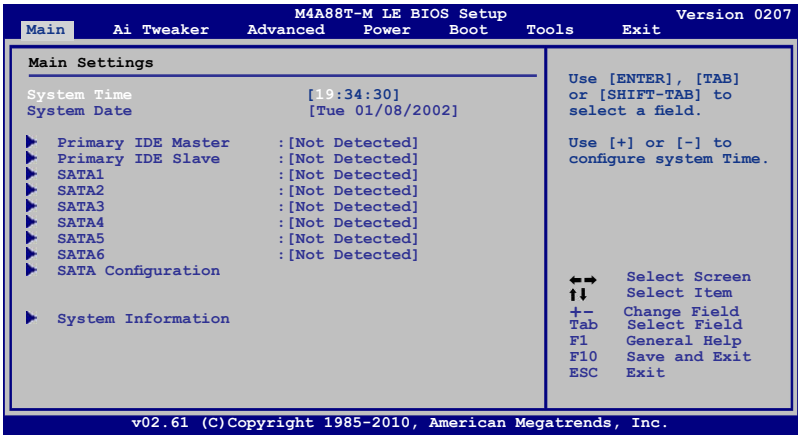 M4A88T-M LE BIOS Setup Version 0207
Main Ai Tweaker Advanced Power Boot Tools Exit
Main Settings
System Time [19:34:30]
System Date [Tue 01/08/2002]
Primary IDE Master :[Not Detected]
Primary IDE Slave :[Not Detected]
SATA1 :[Not Detected]
SATA2 :[Not Detected]
SATA3 :[Not Detected]
SATA4 :[Not Detected]
SATA5 :[Not Detected]
SATA6 :[Not Detected]
SATA Configuration
System Information
Use [ENTER], [TAB]
or [SHIFT-TAB] to
select a field.
Use [+] or [-] to
configure system Time.
←→ Select Screen
↑↓ Select Item
+- Change Field
Tab Select Field
F1 General Help
F10 Save and Exit
ESC Exit
v02.61 (C)Copyright 1985-2010, American Megatrends, Inc.